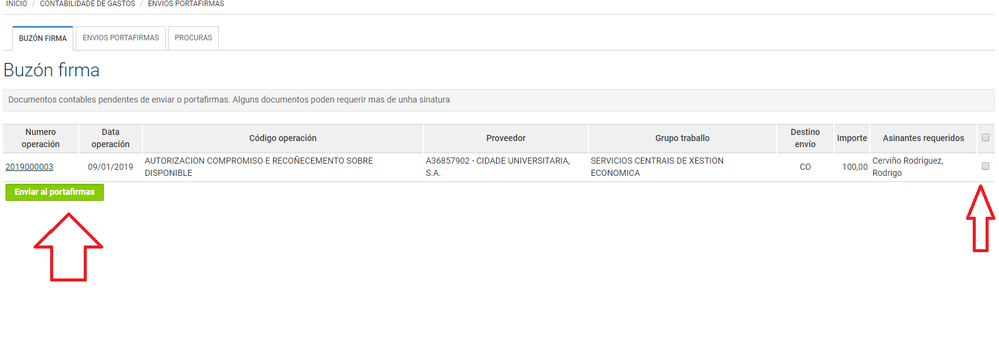 INICIO / CONTABILIDADE DE GASTOS / ENVIOS PORTAFIRMAS
BUZÓN FIRMA ENVIOS PORTAFIRMAS PROCURAS
Buzón firma
Documentos contables pendentes de enviar o portafirmas. Alguns documentos poden requerir mas de unha sinatura
Numero operación Data operación Código operación Proveedor Grupo traballo Destino envío Importe Asinantes requeridos
2019000003 09/01/2019 AUTORIZACION COMPROMISO E RECOÑECEMENTO SOBRE DISPONIBLE A36857902 - CIDADE UNIVERSITARIA, S.A. SERVICIOS CENTRAIS DE XESTION ECONOMICA CO 100,00 Cerviño Rodríguez, Rodrigo
Enviar al portafirmas